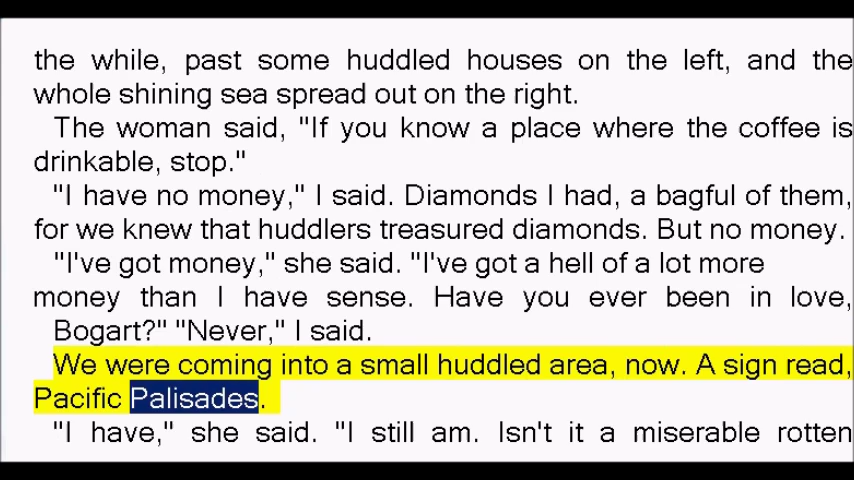 the while, past some huddled houses on the left, and the
whole shining sea spread out on the right.
The woman said, "If you know a place where the coffee is
drinkable, stop."
"I have no money," I said. Diamonds I had, a bagful of them,
for we knew that huddlers treasured diamonds. But no money.
"I've got money," she said. "I've got a hell of a lot more
money than I have sense. Have you ever been in love,
Bogart?" "Never," I said.
We were coming into a small huddled area, now. A sign read,
Pacific Palisades.
"I have," she said. "I still am. Isn't it a miserable rotten